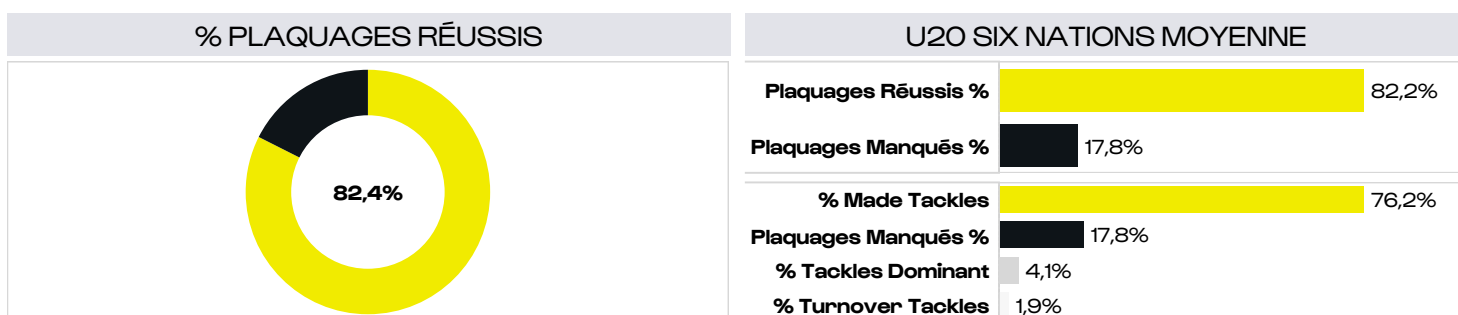 % PLAQUAGES RÉUSSIS
82,4%
U20 SIX NATIONS MOYENNE
Plaquages Réussis % 82,2%
Plaquages Manqués % 17,8%
% Made Tackles 76,2%
Plaquages Manqués % 17,8%
% Tackles Dominant 4,1%
% Turnover Tackles 1,9%